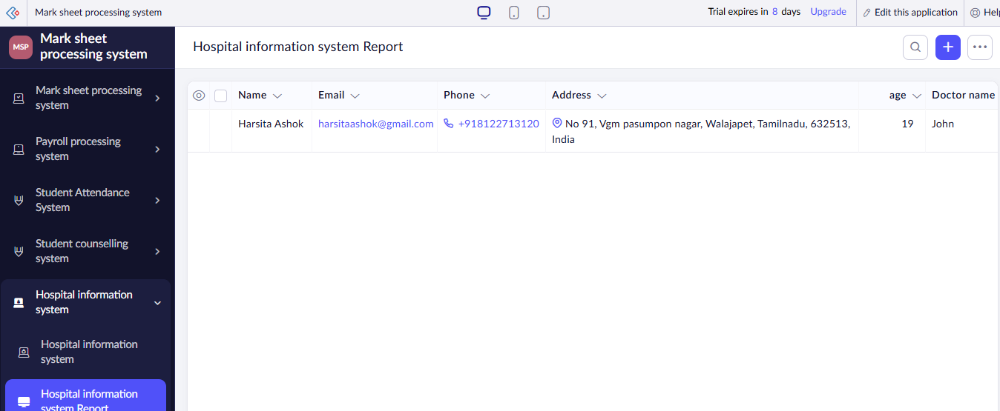 Mark sheet processing system
Trial expires in 8 days Upgrade Edit this application
MSP
Mark sheet
processing system
Hospital information system Report
Mark sheet processing
system
Payroll processing
system
Student Attendance
System
Student counselling
system
Hospital information
system
Hospital information
system
Hospital information
system Report
Name Email Phone Address age Doctor name
Harsita Ashok harsitaashok@gmail.com +918122713120 No 91, Vgm pasumpon nagar, Walajapet, Tamilnadu, 632513, 19 John
India